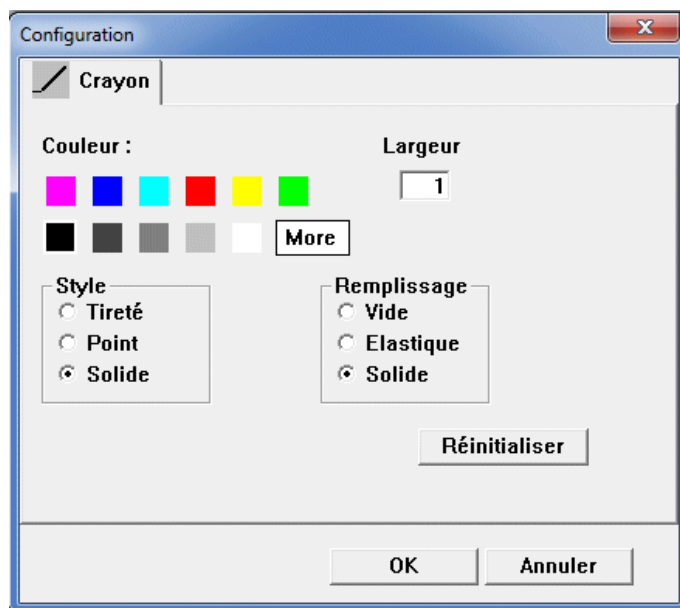 Configuration
Crayon
Couleur :
Largeur
1
More
Style
Tireté
Point
Solide
Remplissage
Vide
Elastique
Solide
Réinitialiser
OK
Annuler